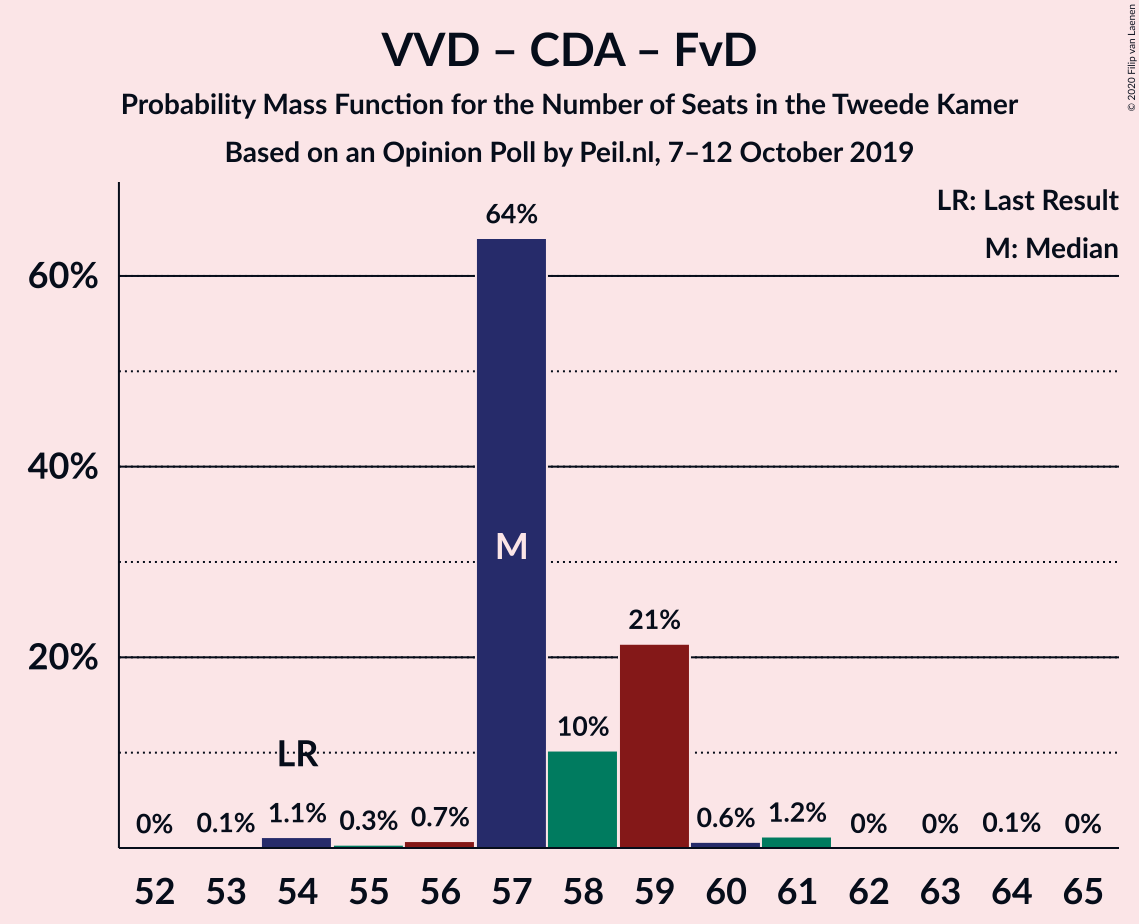 VVD – CDA – FvD
Probability Mass Function for the Number of Seats in the Tweede Kamer
Based on an Opinion Poll by Peil.nl, 7–12 October 2019
© 2020 Filip van Laenen
LR: Last Result
M: Median
60%
40%
20%
0%
0.1%
1.1%
0.3%
0.7%
64%
10%
21%
0.6%
1.2%
0%
0%
0.1%
0%
LR
M
52 53 54 55 56 57 58 59 60 61 62 63 64 65